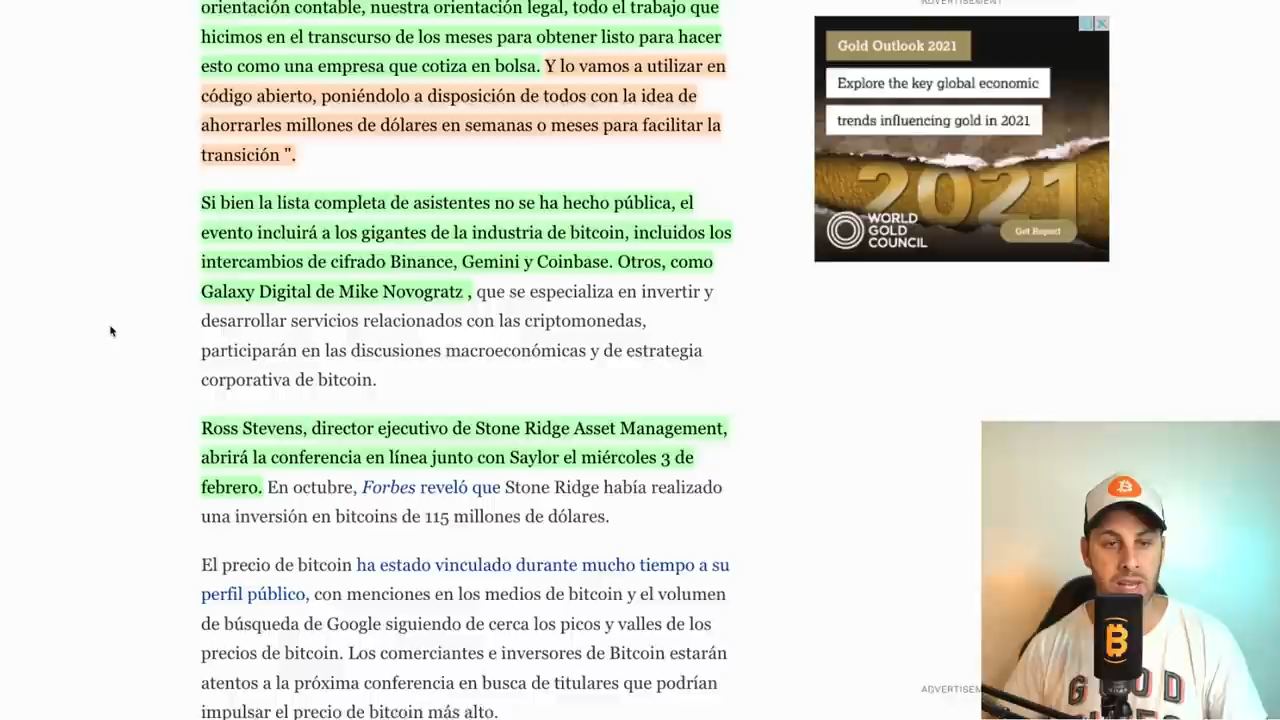 orientación contable, nuestra orientación legal, todo el trabajo que
hicimos en el transcurso de los meses para obtener listo para hacer
esto como una empresa que cotiza en bolsa. Y lo vamos a utilizar en
código abierto, poniéndolo a disposición de todos con la idea de
ahorrarles millones de dólares en semanas o meses para facilitar la
transición ".
Si bien la lista completa de asistentes no se ha hecho pública, el
evento incluirá a los gigantes de la industria de bitcoin, incluidos los
intercambios de cifrado Binance, Gemini y Coinbase. Otros, como
Galaxy Digital de Mike Novogratz , que se especializa en invertir y
desarrollar servicios relacionados con las criptomonedas,
participarán en las discusiones macroeconómicas y de estrategia
corporativa de bitcoin.
Ross Stevens, director ejecutivo de Stone Ridge Asset Management,
abrirá la conferencia en línea junto con Saylor el miércoles 3 de
febrero. En octubre, Forbes reveló que Stone Ridge había realizado
una inversión en bitcoins de 115 millones de dólares.
El precio de bitcoin ha estado vinculado durante mucho tiempo a su
perfil público, con menciones en los medios de bitcoin y el volumen
de búsqueda de Google siguiendo de cerca los picos y valles de los
precios de bitcoin. Los comerciantes e inversores de Bitcoin estarán
atentos a la próxima conferencia en busca de titulares que podrían
impulsar el precio de bitcoin más alto.
ADVERTISEMENT
Gold Outlook 2021
Explore the key global economic
trends influencing gold in 2021
2021
WORLD
GOLD
COUNCIL
Get Report
ADVERTISEM
GOOD